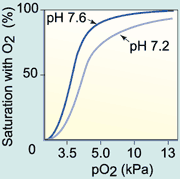 Saturation with O2 (%)
100
50
0
pH 7.6
pH 7.2
3.5 5.0 10 13
pO2 (kPa)